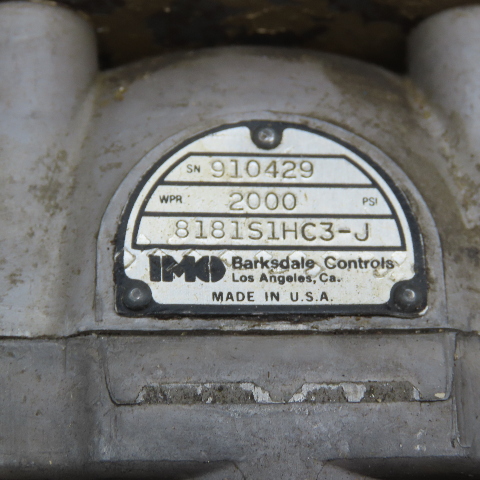 SN 910429
WPR 2000 PSI
8181S1HC3-J
IMO Barksdale Controls
Los Angeles, Ca.
MADE IN U.S.A.